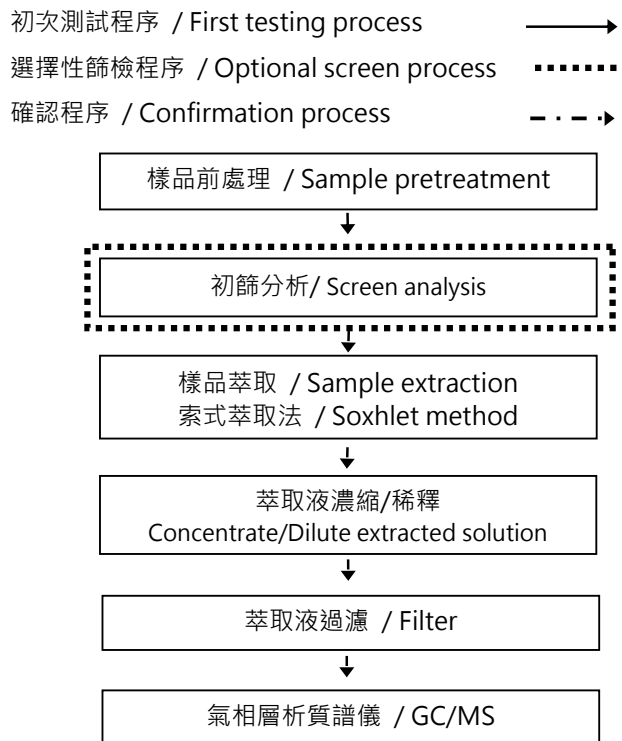 初次測試程序 / First testing process
選擇性篩檢程序 / Optional screen process
確認程序 / Confirmation process
樣品前處理 / Sample pretreatment
初篩分析/ Screen analysis
樣品萃取 / Sample extraction
索式萃取法 / Soxhlet method
萃取液濃縮/稀釋
Concentrate/Dilute extracted solution
萃取液過濾 / Filter
氣相層析質譜儀 / GC/MS